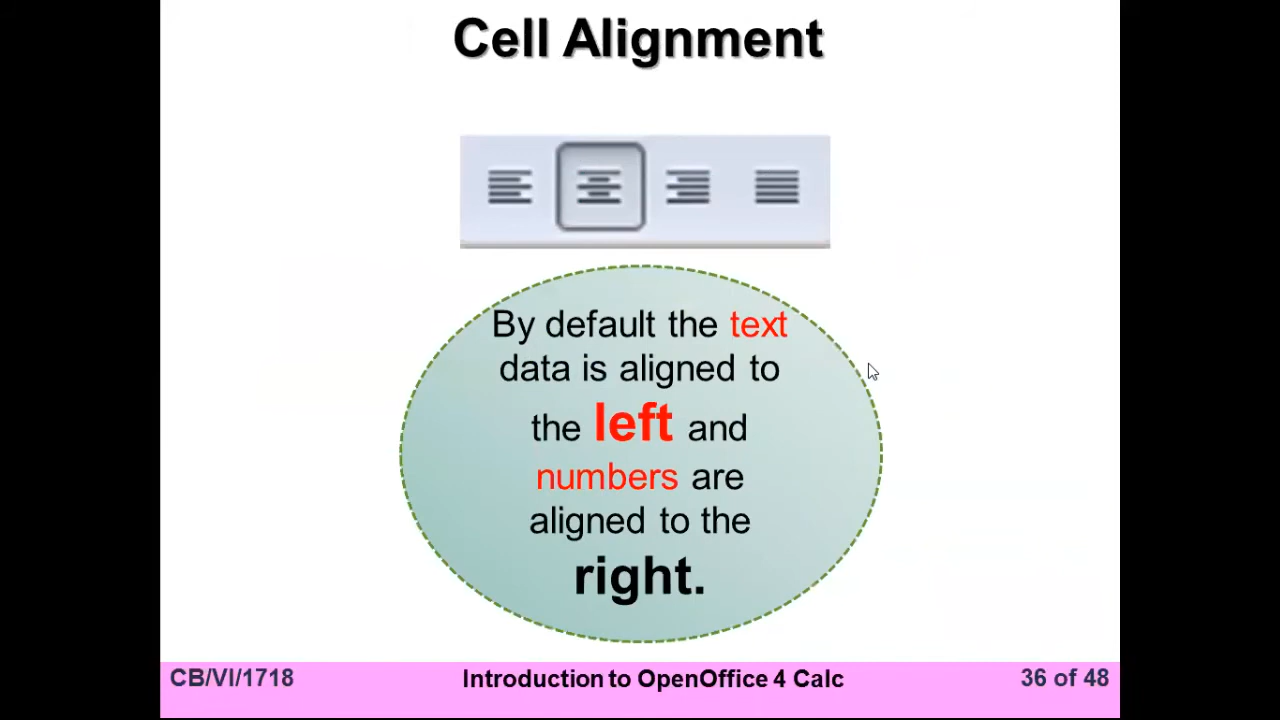 Cell Alignment
By default the text
data is aligned to
the left and
numbers are
aligned to the
right.
CB/VI/1718 Introduction to OpenOffice 4 Calc 36 of 48